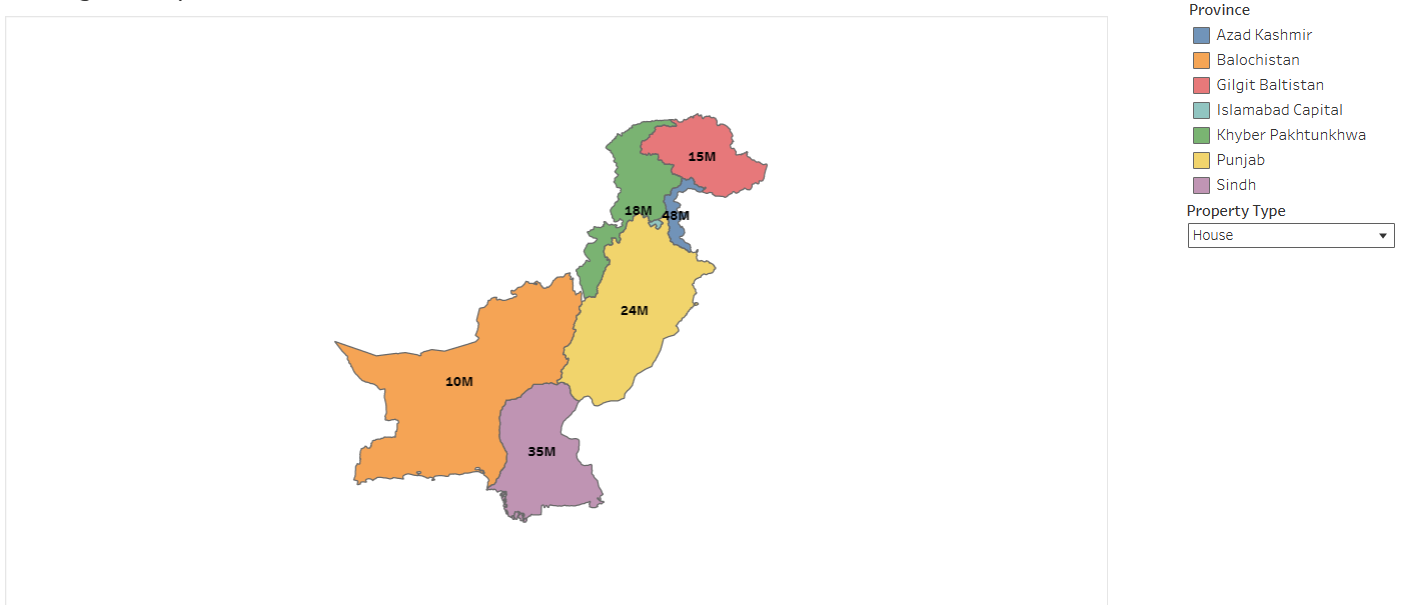 Province
Azad Kashmir
Balochistan
Gilgit Baltistan
Islamabad Capital
Khyber Pakhtunkhwa
Punjab
Sindh
Property Type
House
15M
18M
48M
24M
10M
35M